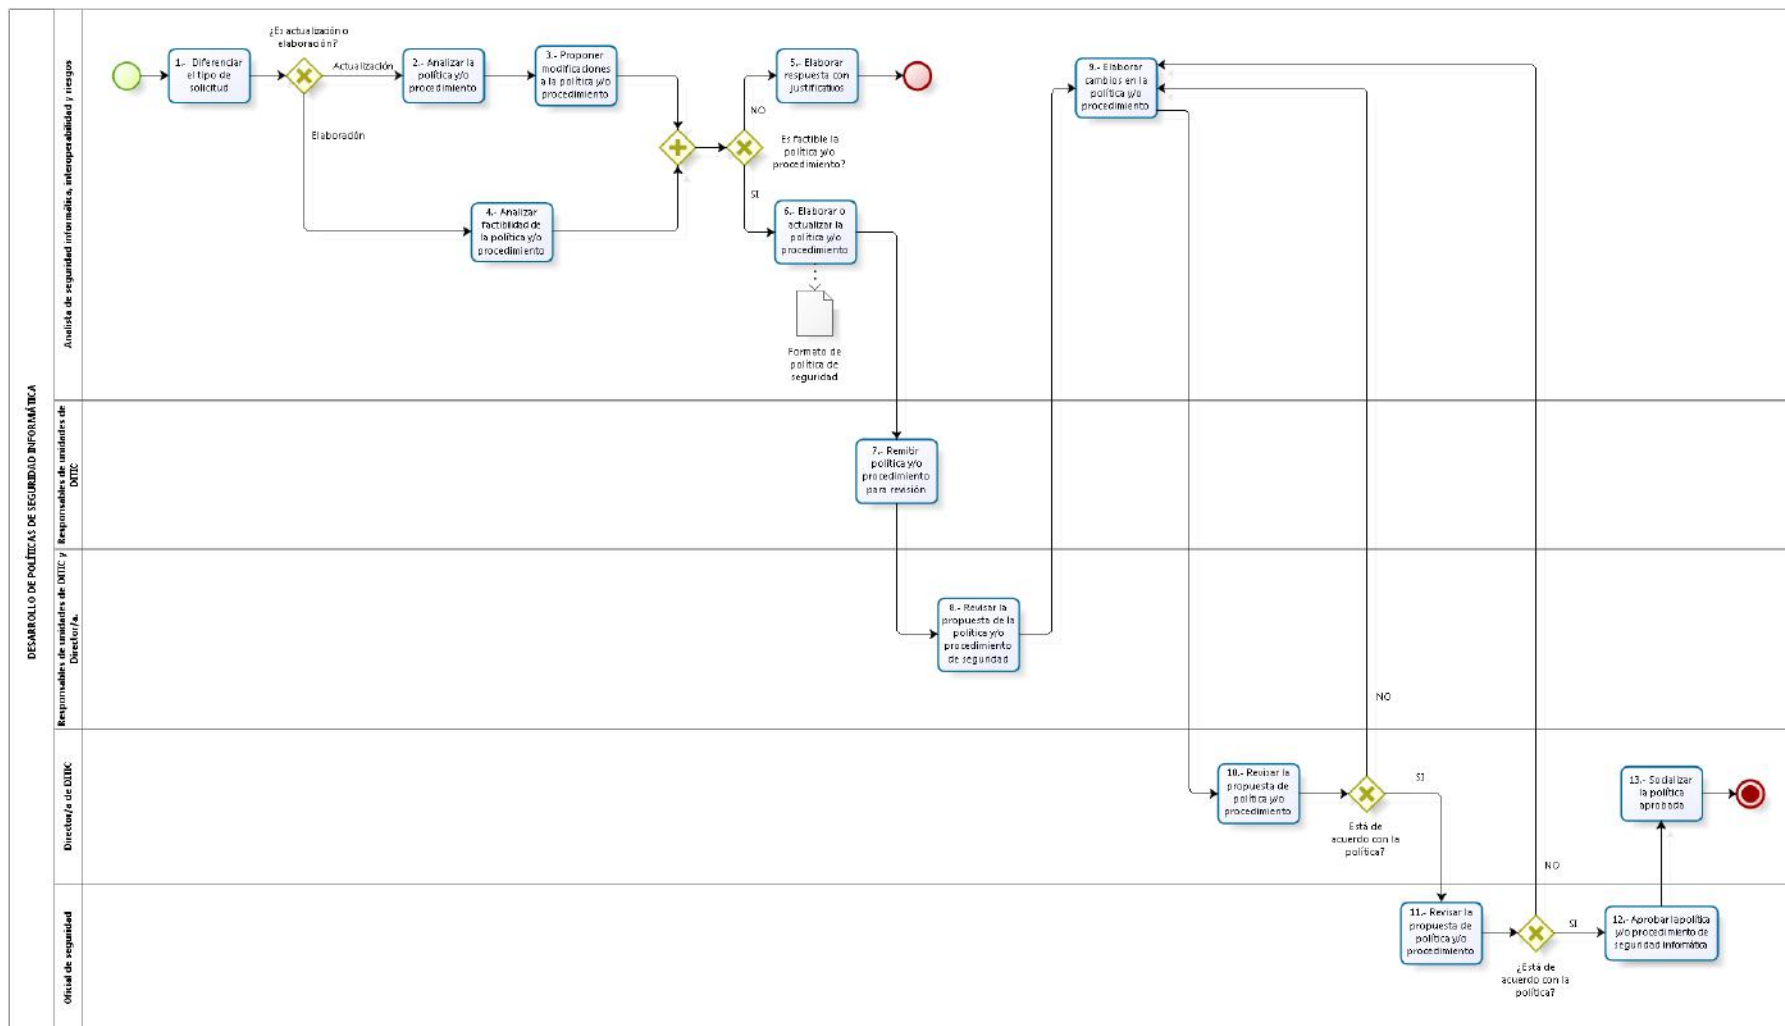 DESARROLLO DE POLÍTICAS DE SEGURIDAD INFORMÁTICA
Analista de seguridad informática, interoperabilidad y riesgos
¿Es actualización o
elaboración?
1.- Diferenciar
el tipo de
solicitud
Actualización
2.- Analizar la
política y/o
procedimiento
3.- Proponer
modificaciones
a la política y/o
procedimiento
5.- Elaborar
respuesta con
justificativos
9.- Elaborar
cambios en la
política y/o
procedimiento
NO
Elaboración
Es factible la
política y/o
procedimiento?
SI
4.- Analizar
factibilidad de
la política y/o
procedimiento
6.- Elaborar o
actualizar la
política y/o
procedimiento
Formato de
política de
seguridad
Responsables de unidades de
DITIC
7.- Remitir
política y/o
procedimiento
para revisión
Responsables de unidades de DITIC y
Director/a.
8.- Revisar la
propuesta de la
política y/o
procedimiento
de seguridad
NO
Director/a de DITIC
10.- Revisar la
propuesta de
política y/o
procedimiento
SI
Está de
acuerdo con la
política?
13.- Socializar
la política
aprobada
NO
Oficial de seguridad
11.- Revisar la
propuesta de
política y/o
procedimiento
SI
¿Está de
acuerdo con la
política?
12.- Aprobar la política
y/o procedimiento de
seguridad informática